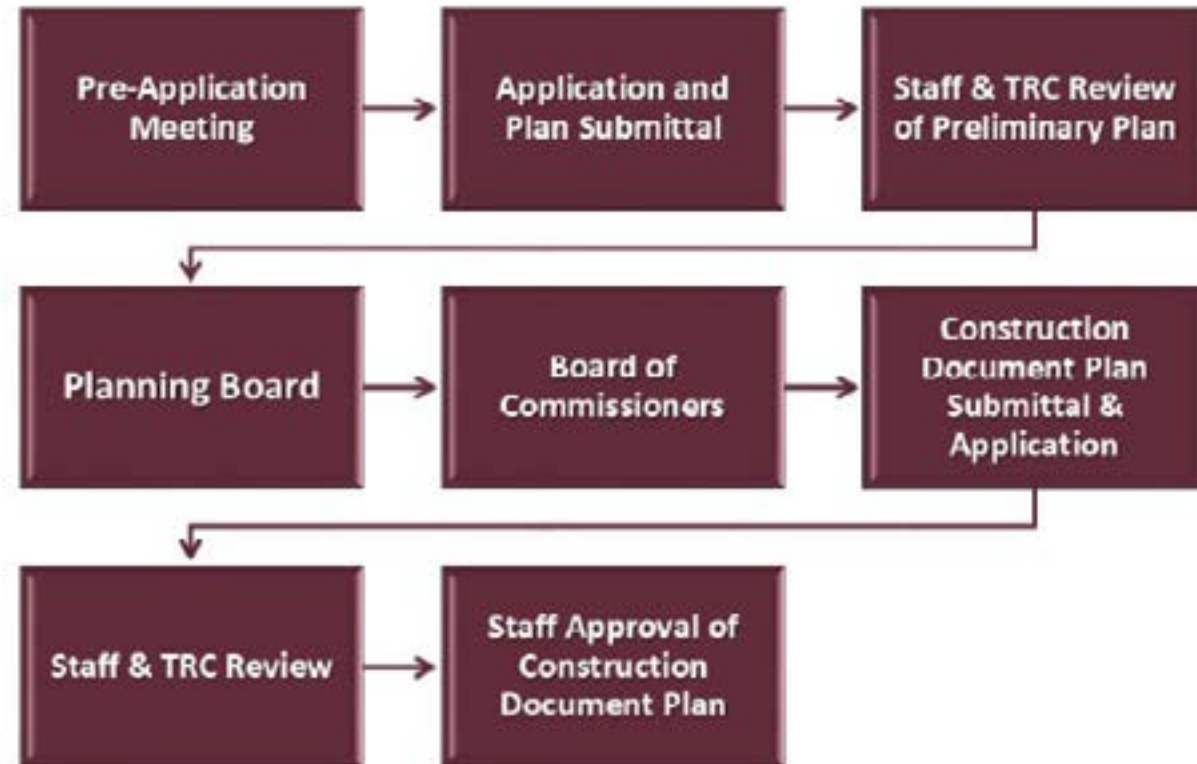 Pre-Application
Meeting
Application and
Plan Submittal
Staff & TRC Review
of Preliminary Plan
Planning Board
Board of
Commissioners
Construction
Document Plan
Submittal &
Application
Staff & TRC Review
Staff Approval of
Construction
Document Plan